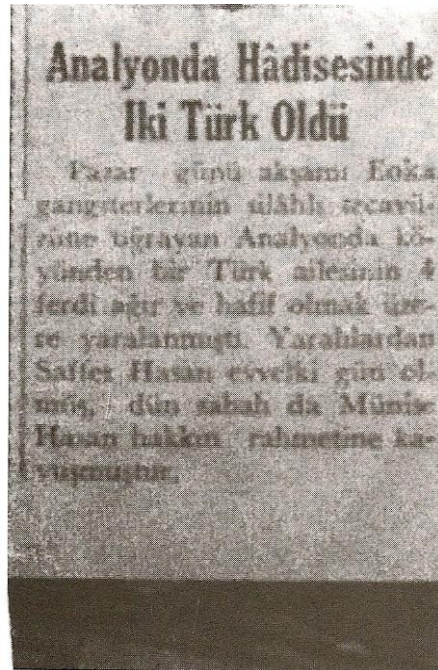 Analyonda Hâdisesinde
Iki Türk Oldü
Pazar günü akşamı Eoka
gangsterlerinin silâhlı tecavü-
züne uğrayan Analyonda kö-
yünden bir Türk ailesinin 4
ferdi ağır ve hafif olmak üze-
re yaralanmıştı. Yaralılardan
Saffet Hasan evvelki gün öl-
müş, dün sabah da Münise
Hasan hakkın rahmetine ka-
vuşmuştur.